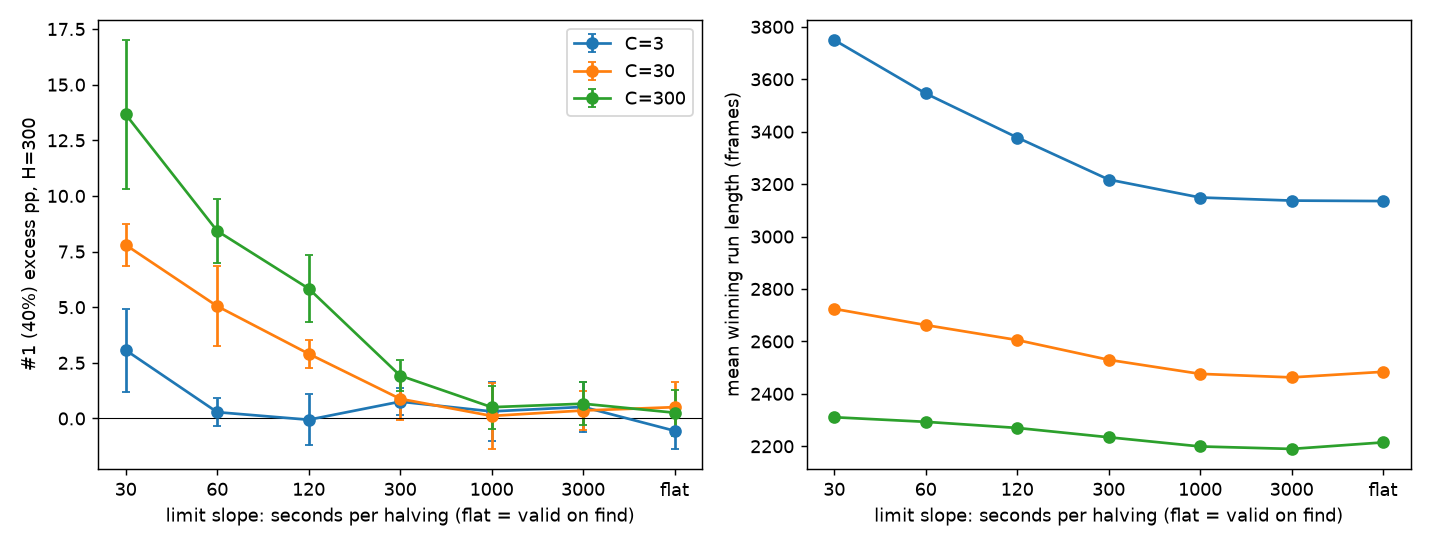 #1 (40%) excess pp, H=300
17.5
15.0
12.5
10.0
7.5
5.0
2.5
0.0
C=3
C=30
C=300
30 60 120 300 1000 3000 flat
limit slope: seconds per halving (flat = valid on find)
mean winning run length (frames)
3800
3600
3400
3200
3000
2800
2600
2400
2200
30 60 120 300 1000 3000 flat
limit slope: seconds per halving (flat = valid on find)